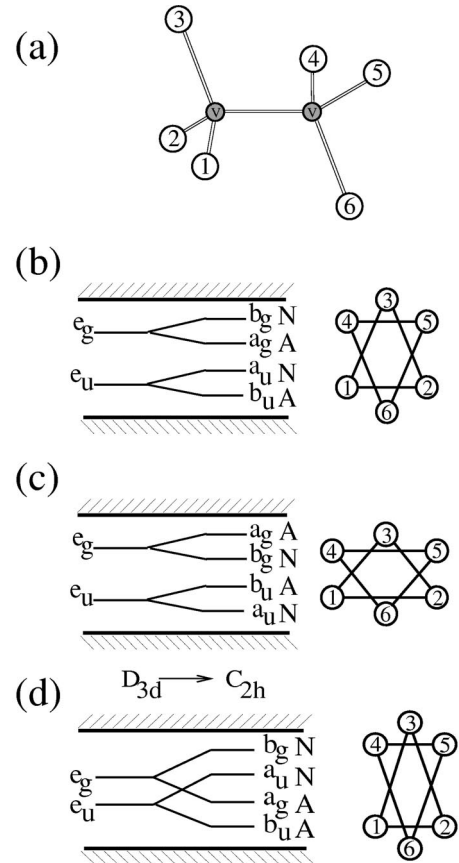 (a)
3
4
5
V
V
2
1
6
(b)
e_g
b_g N
a_g A
e_u
a_u N
b_u A
3
4
5
1
2
6
(c)
e_g
a_g A
b_g N
e_u
b_u A
a_u N
3
4
5
1
2
6
D_3d → C_2h
(d)
b_g N
e_g
a_u N
e_u
a_g A
b_u A
3
4
5
1
2
6